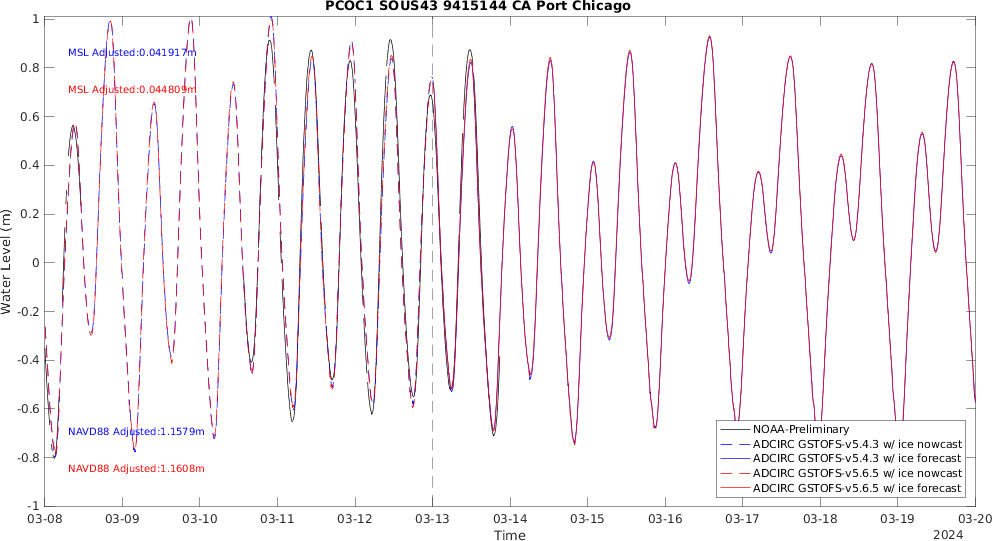 PCOC1 SOUS43 9415144 CA Port Chicago
1
0.8
0.6
0.4
0.2
0
-0.2
-0.4
-0.6
-0.8
-1
Water Level (m)
MSL Adjusted:0.041917m
MSL Adjusted:0.044809m
NAVD88 Adjusted:1.1579m
NAVD88 Adjusted:1.1608m
NOAA-Preliminary
ADCIRC GSTOFS-v5.4.3 w/ ice nowcast
ADCIRC GSTOFS-v5.4.3 w/ ice forecast
ADCIRC GSTOFS-v5.6.5 w/ ice nowcast
ADCIRC GSTOFS-v5.6.5 w/ ice forecast
03-08 03-09 03-10 03-11 03-12 03-13 03-14 03-15 03-16 03-17 03-18 03-19 03-20
Time
2024